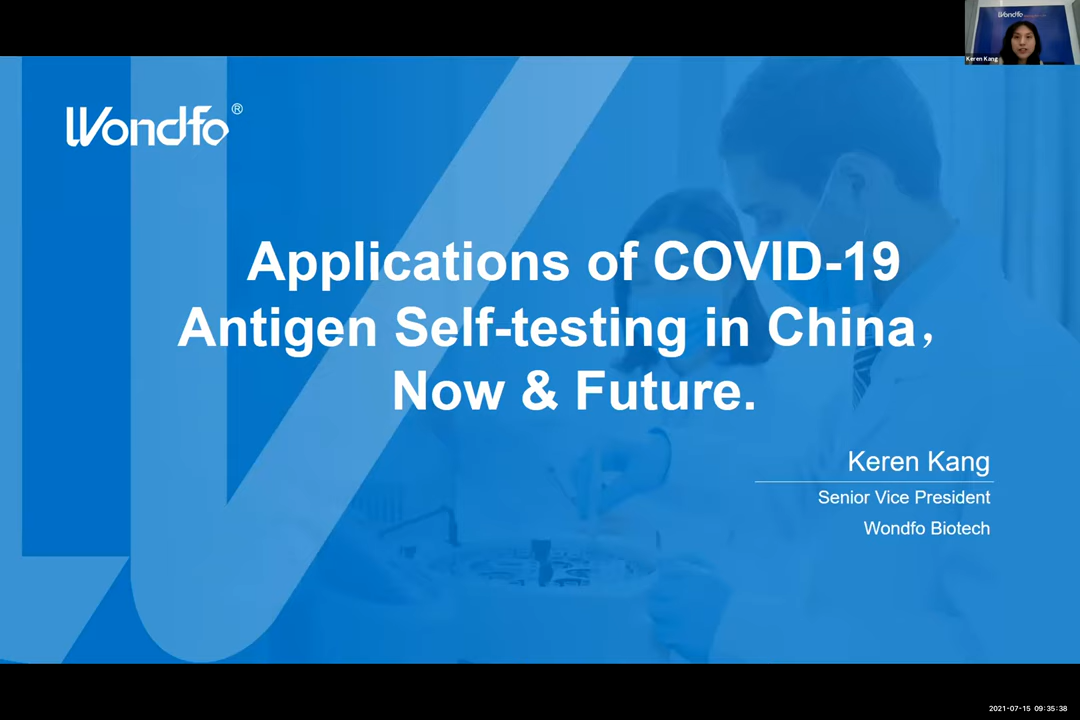 Wondfo
Keren Kang
Wondfo®
Applications of COVID-19
Antigen Self-testing in China，
Now & Future.
Keren Kang
Senior Vice President
Wondfo Biotech
2021-07-15 09:35:38